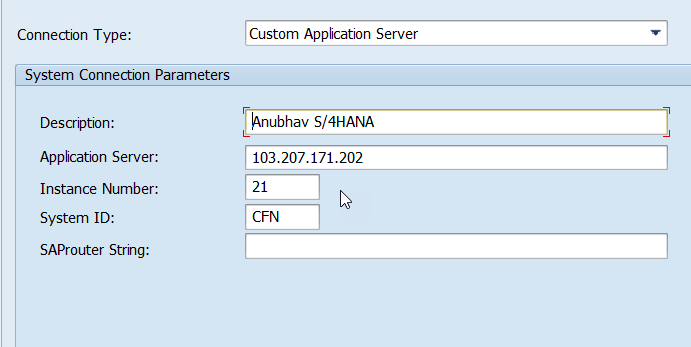 Connection Type: Custom Application Server
System Connection Parameters
Description: Anubhav S/4HANA
Application Server: 103.207.171.202
Instance Number: 21
System ID: CFN
SAProuter String: